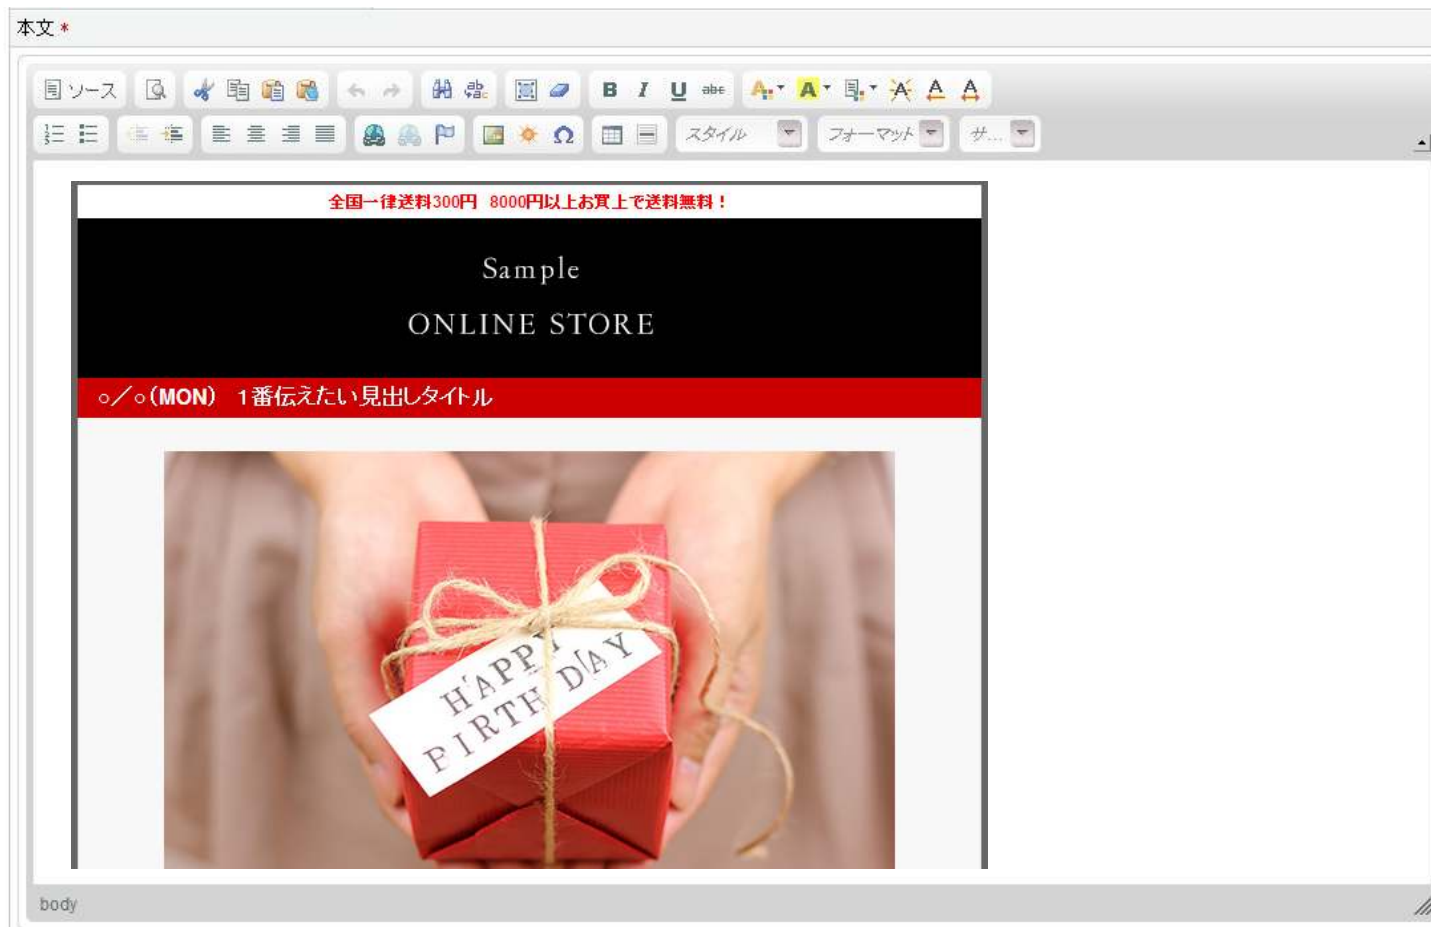 本文 *
ソース
B I U abc A A A A
スタイル フォーマット サ...
全国一律送料300円 8000円以上お買上で送料無料！
Sample
ONLINE STORE
○／○(MON) 1番伝えたい見出しタイトル
HAPPY
BIRTHDAY
body